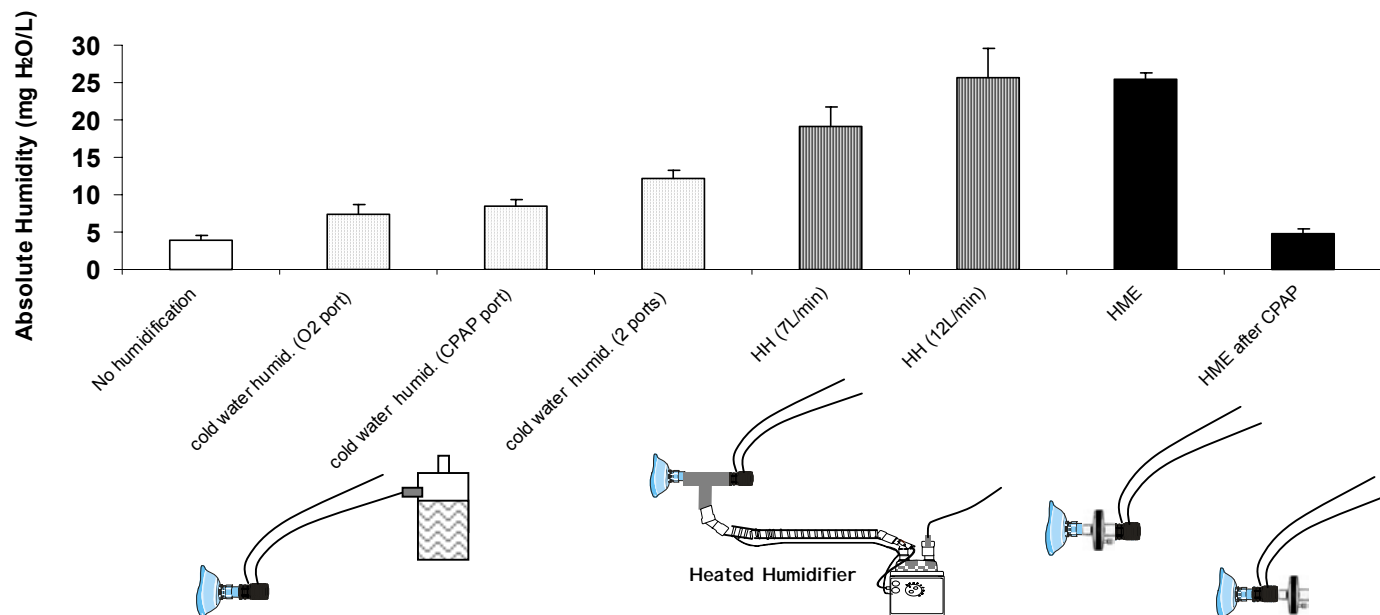 Absolute Humidity (mg H₂O/L)
30
25
20
15
10
5
0
No humidification
cold water humid. (O2 port)
cold water humid. (CPAP port)
cold water humid. (2 ports)
HH (7L/min)
HH (12L/min)
HME
HME after CPAP
Heated Humidifier